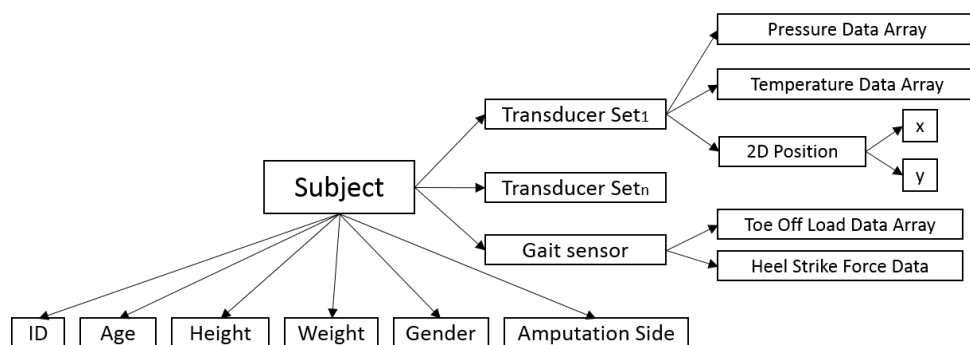 Pressure Data Array
Temperature Data Array
Transducer Set1
x
2D Position
y
Subject
Transducer Setn
Toe Off Load Data Array
Gait sensor
Heel Strike Force Data
ID
Age
Height
Weight
Gender
Amputation Side